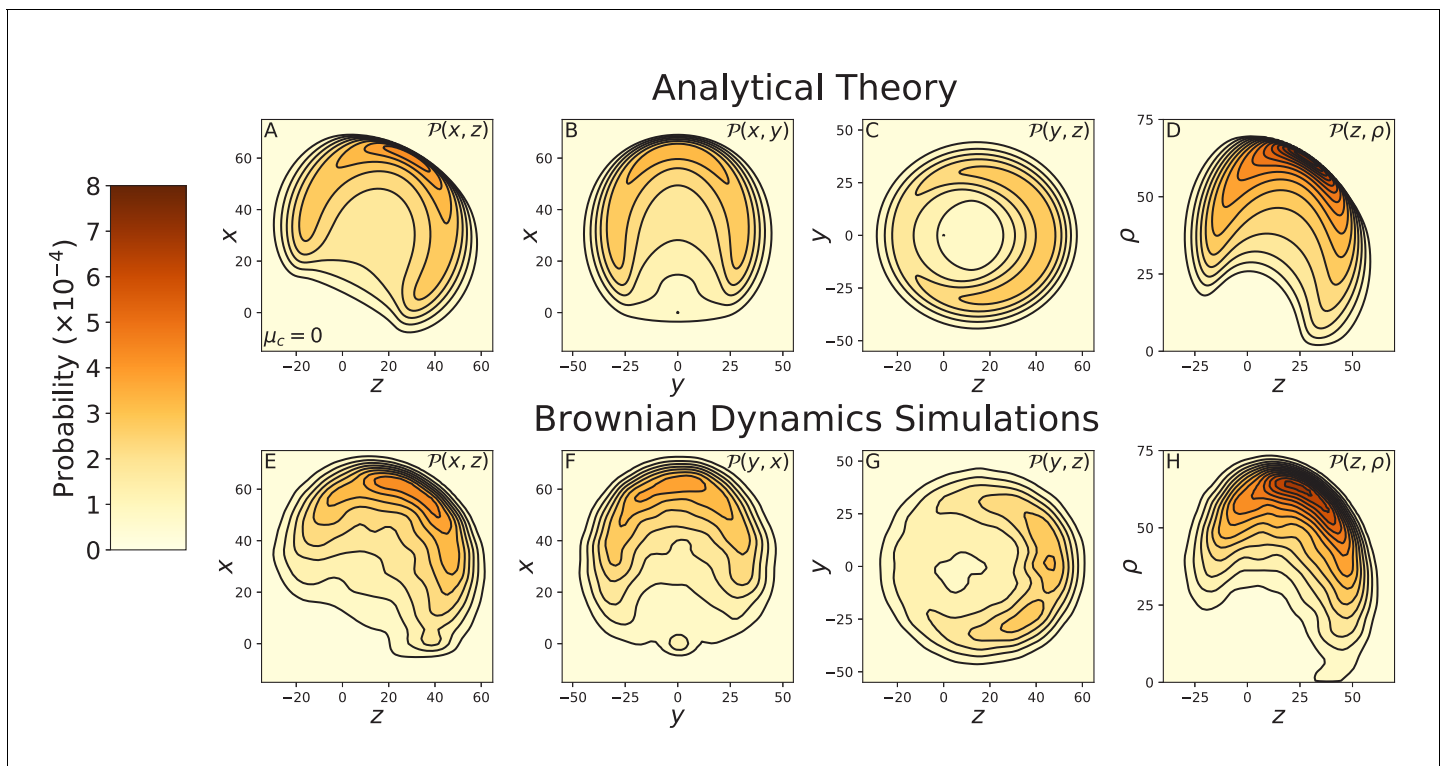 Analytical Theory
A
P(x, z)
μc = 0
x
60
40
20
0
−20 0 20 40 60
z
B
P(x, y)
x
60
40
20
0
−50 −25 0 25 50
y
C
P(y, z)
y
50
25
0
−25
−50
−20 0 20 40 60
z
D
P(z, ρ)
ρ
75
50
25
0
−25 0 25 50
z
Probability (×10⁻⁴)
8
7
6
5
4
3
2
1
0
Brownian Dynamics Simulations
E
P(x, z)
x
60
40
20
0
−20 0 20 40 60
z
F
P(y, x)
x
60
40
20
0
−50 −25 0 25 50
y
G
P(y, z)
y
50
25
0
−25
−50
−20 0 20 40 60
z
H
P(z, ρ)
ρ
75
50
25
0
−25 0 25 50
z